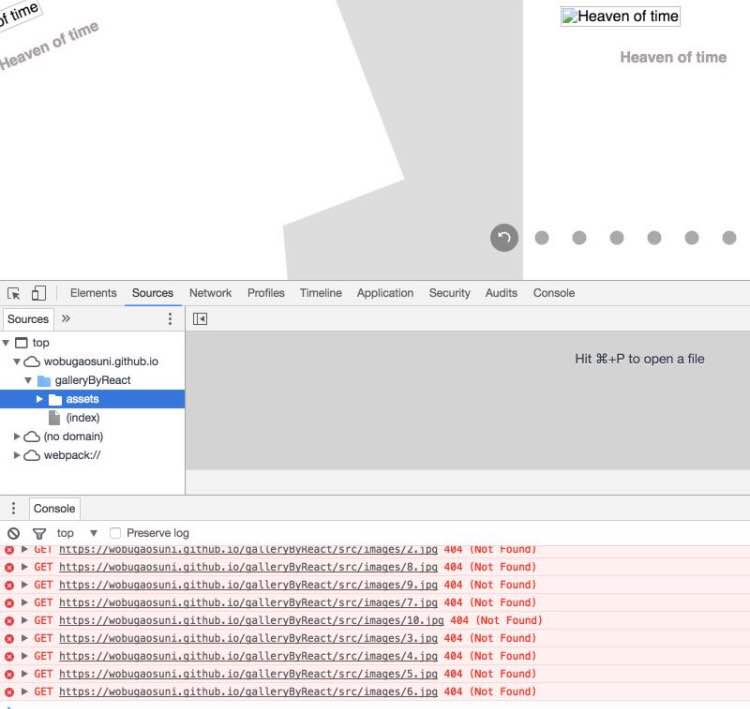 of time
Heaven of time
Heaven of time
Heaven of time
Elements Sources Network Profiles Timeline Application Security Audits Console
Sources »
top
Hit ⌘+P to open a file
wobugaosuni.github.io
galleryByReact
assets
(index)
(no domain)
webpack://
Console
top Preserve log
GET https://wobugaosuni.github.io/galleryByReact/src/images/2.jpg 404 (Not Found)
GET https://wobugaosuni.github.io/galleryByReact/src/images/8.jpg 404 (Not Found)
GET https://wobugaosuni.github.io/galleryByReact/src/images/9.jpg 404 (Not Found)
GET https://wobugaosuni.github.io/galleryByReact/src/images/7.jpg 404 (Not Found)
GET https://wobugaosuni.github.io/galleryByReact/src/images/10.jpg 404 (Not Found)
GET https://wobugaosuni.github.io/galleryByReact/src/images/3.jpg 404 (Not Found)
GET https://wobugaosuni.github.io/galleryByReact/src/images/4.jpg 404 (Not Found)
GET https://wobugaosuni.github.io/galleryByReact/src/images/5.jpg 404 (Not Found)
GET https://wobugaosuni.github.io/galleryByReact/src/images/6.jpg 404 (Not Found)